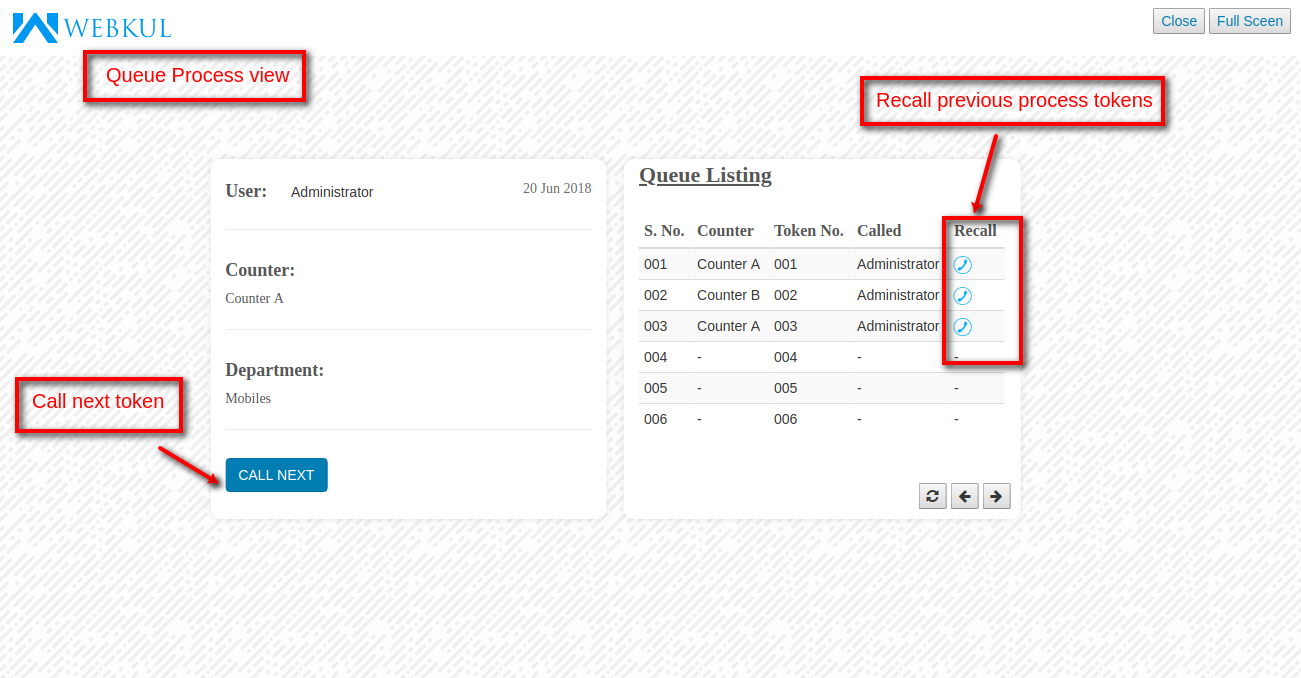 WEBKUL
Close Full Sceen
Queue Process view
Recall previous process tokens
User: Administrator 20 Jun 2018
Counter:
Counter A
Department:
Mobiles
Call next token
CALL NEXT
Queue Listing
S. No. Counter Token No. Called Recall
001 Counter A 001 Administrator
002 Counter B 002 Administrator
003 Counter A 003 Administrator
004 - 004 - -
005 - 005 - -
006 - 006 - -